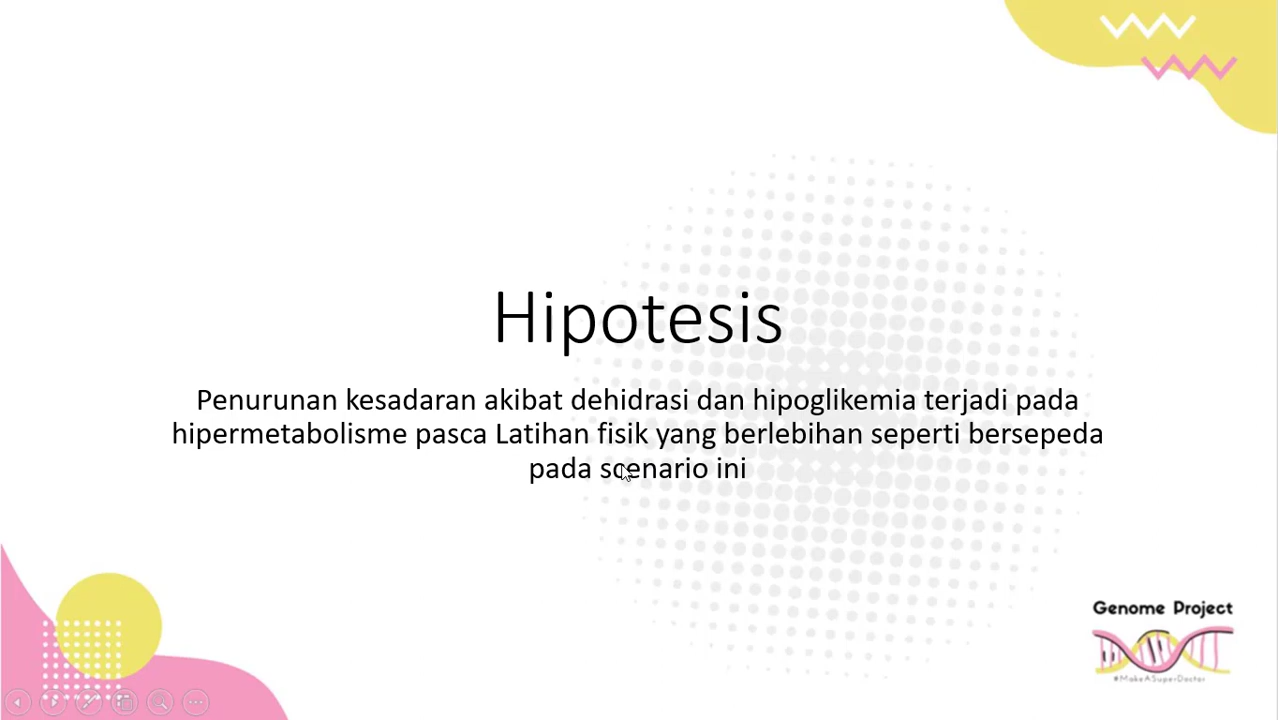 Hipotesis
Penurunan kesadaran akibat dehidrasi dan hipoglikemia terjadi pada
hipermetabolisme pasca Latihan fisik yang berlebihan seperti bersepeda
pada scenario ini
Genome Project
#MakeASuperDoctor